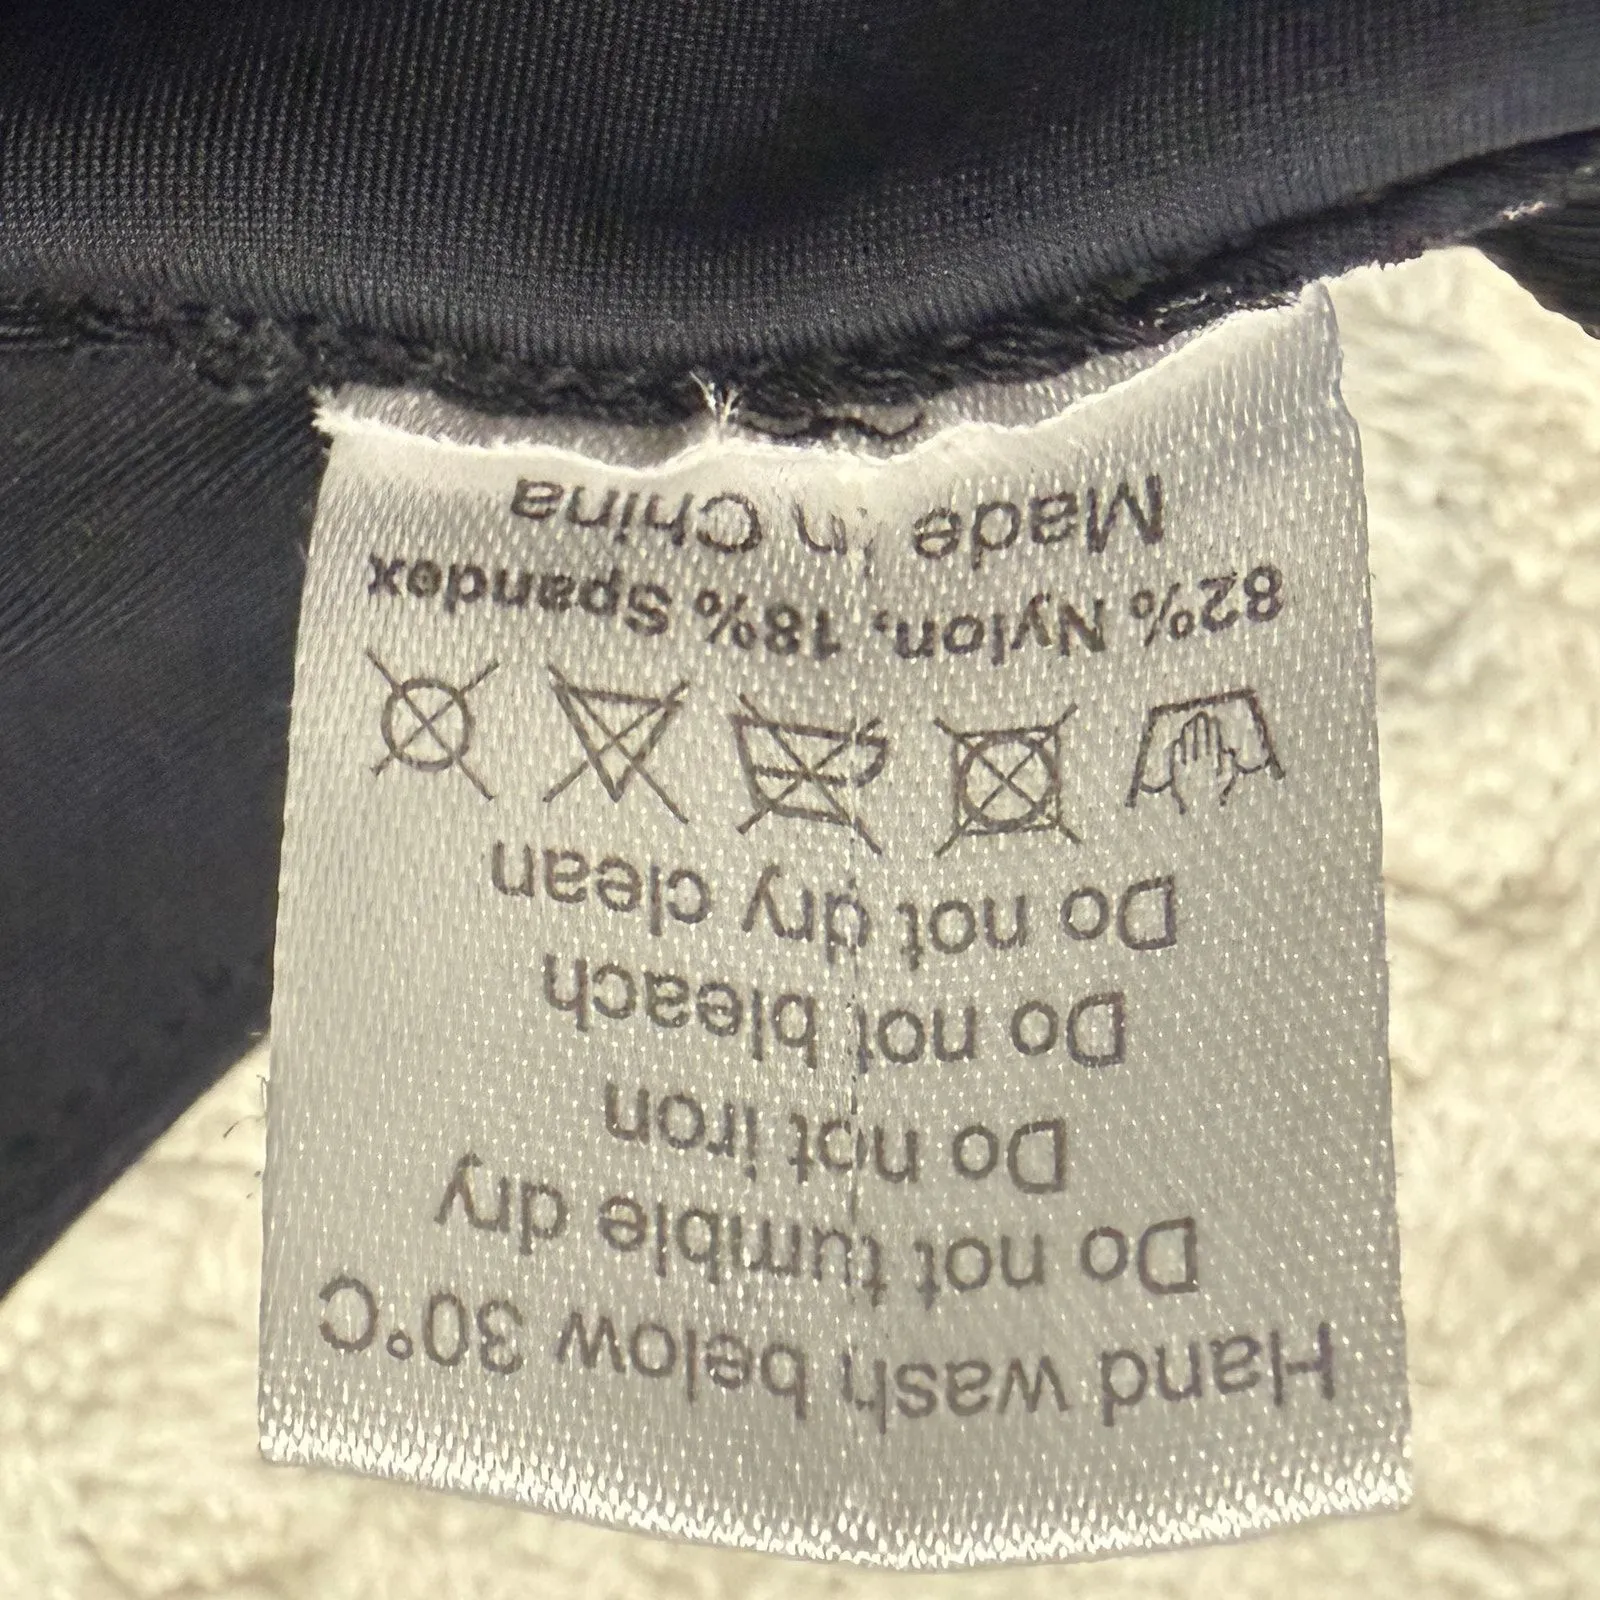 Hand wash below 30°C
Do not tumble dry
Do not iron
Do not bleach
Do not dry clean
82% Nylon, 18% Spandex
Made in China